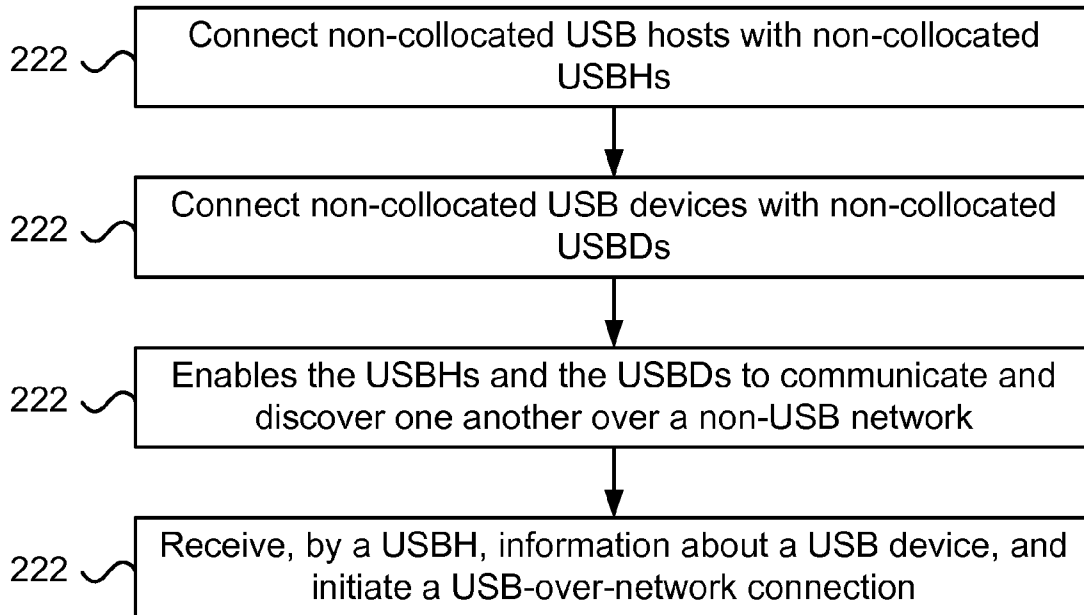 222
Connect non-collocated USB hosts with non-collocated
USBHs
222
Connect non-collocated USB devices with non-collocated
USBDs
222
Enables the USBHs and the USBDs to communicate and
discover one another over a non-USB network
222
Receive, by a USBH, information about a USB device, and
initiate a USB-over-network connection